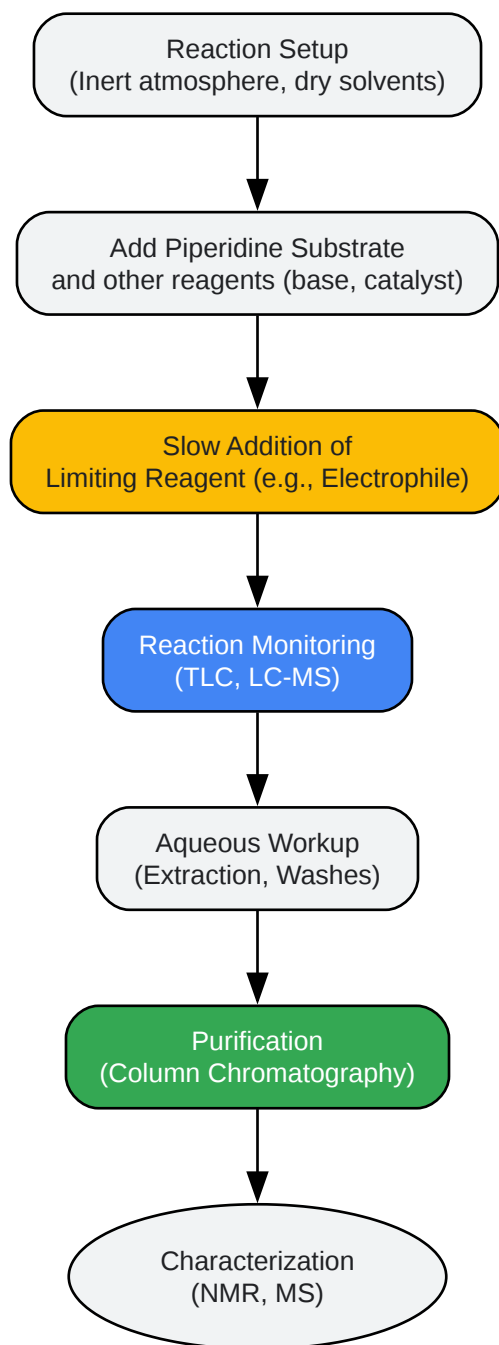 Reaction Setup
(Inert atmosphere, dry solvents)
Add Piperidine Substrate
and other reagents (base, catalyst)
Slow Addition of
Limiting Reagent (e.g., Electrophile)
Reaction Monitoring
(TLC, LC-MS)
Aqueous Workup
(Extraction, Washes)
Purification
(Column Chromatography)
Characterization
(NMR, MS)